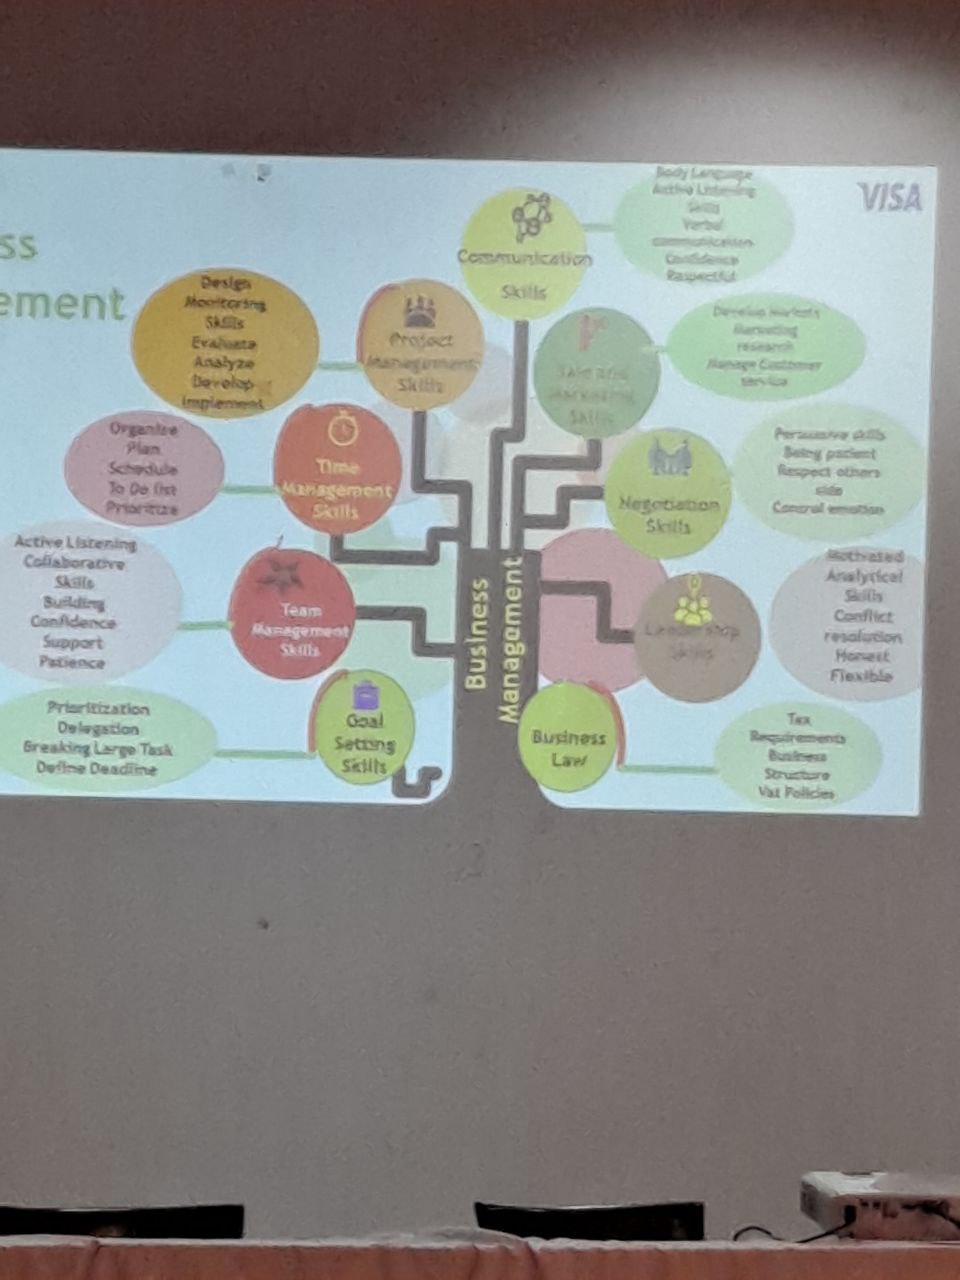 VISA
ss
ement
Communication
Skills
Body Language
Active Listening
Skills
Verbal
communication
Confidence
Respectful
Design
Monitoring
Skills
Evaluate
Analyze
Develop
Implement
Project
Management
Skills
Sale and
Marketing
Skills
Develop Markets
Marketing
research
Manage Customer
service
Organize
Plan
Schedule
To Do list
Prioritize
Time
Management
Skills
Negotiation
Skills
Persuasive skills
Being patient
Respect others
side
Control emotion
Active Listening
Collaborative
Skills
Building
Confidence
Support
Patience
Team
Management
Skills
Leadership
Skills
Motivated
Analytical
Skills
Conflict
resolution
Honest
Flexible
Prioritization
Delegation
Breaking Large Task
Define Deadline
Goal
Setting
Skills
Business
Management
Business
Law
Tax
Requirements
Business
Structure
Vat Policies